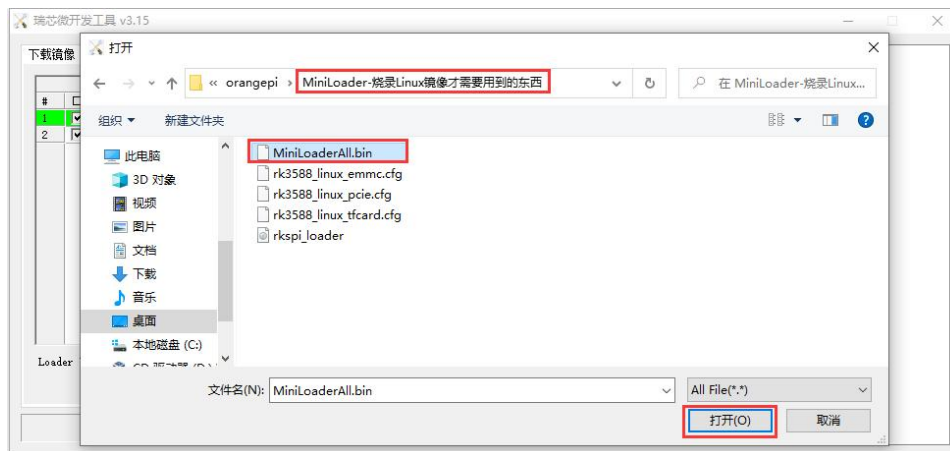 瑞芯微开发工具 v3.15
下载镜像
打开
« orangepi › MiniLoader-烧录Linux镜像才需要用到的东西
在 MiniLoader-烧录Linux...
组织
新建文件夹
#
1
2
此电脑
3D 对象
视频
图片
文档
下载
音乐
桌面
本地磁盘 (C:)
MiniLoaderAll.bin
rk3588_linux_emmc.cfg
rk3588_linux_pcie.cfg
rk3588_linux_tfcard.cfg
rkspi_loader
Loader
文件名(N):
MiniLoaderAll.bin
All File(*.*)
打开(O)
取消